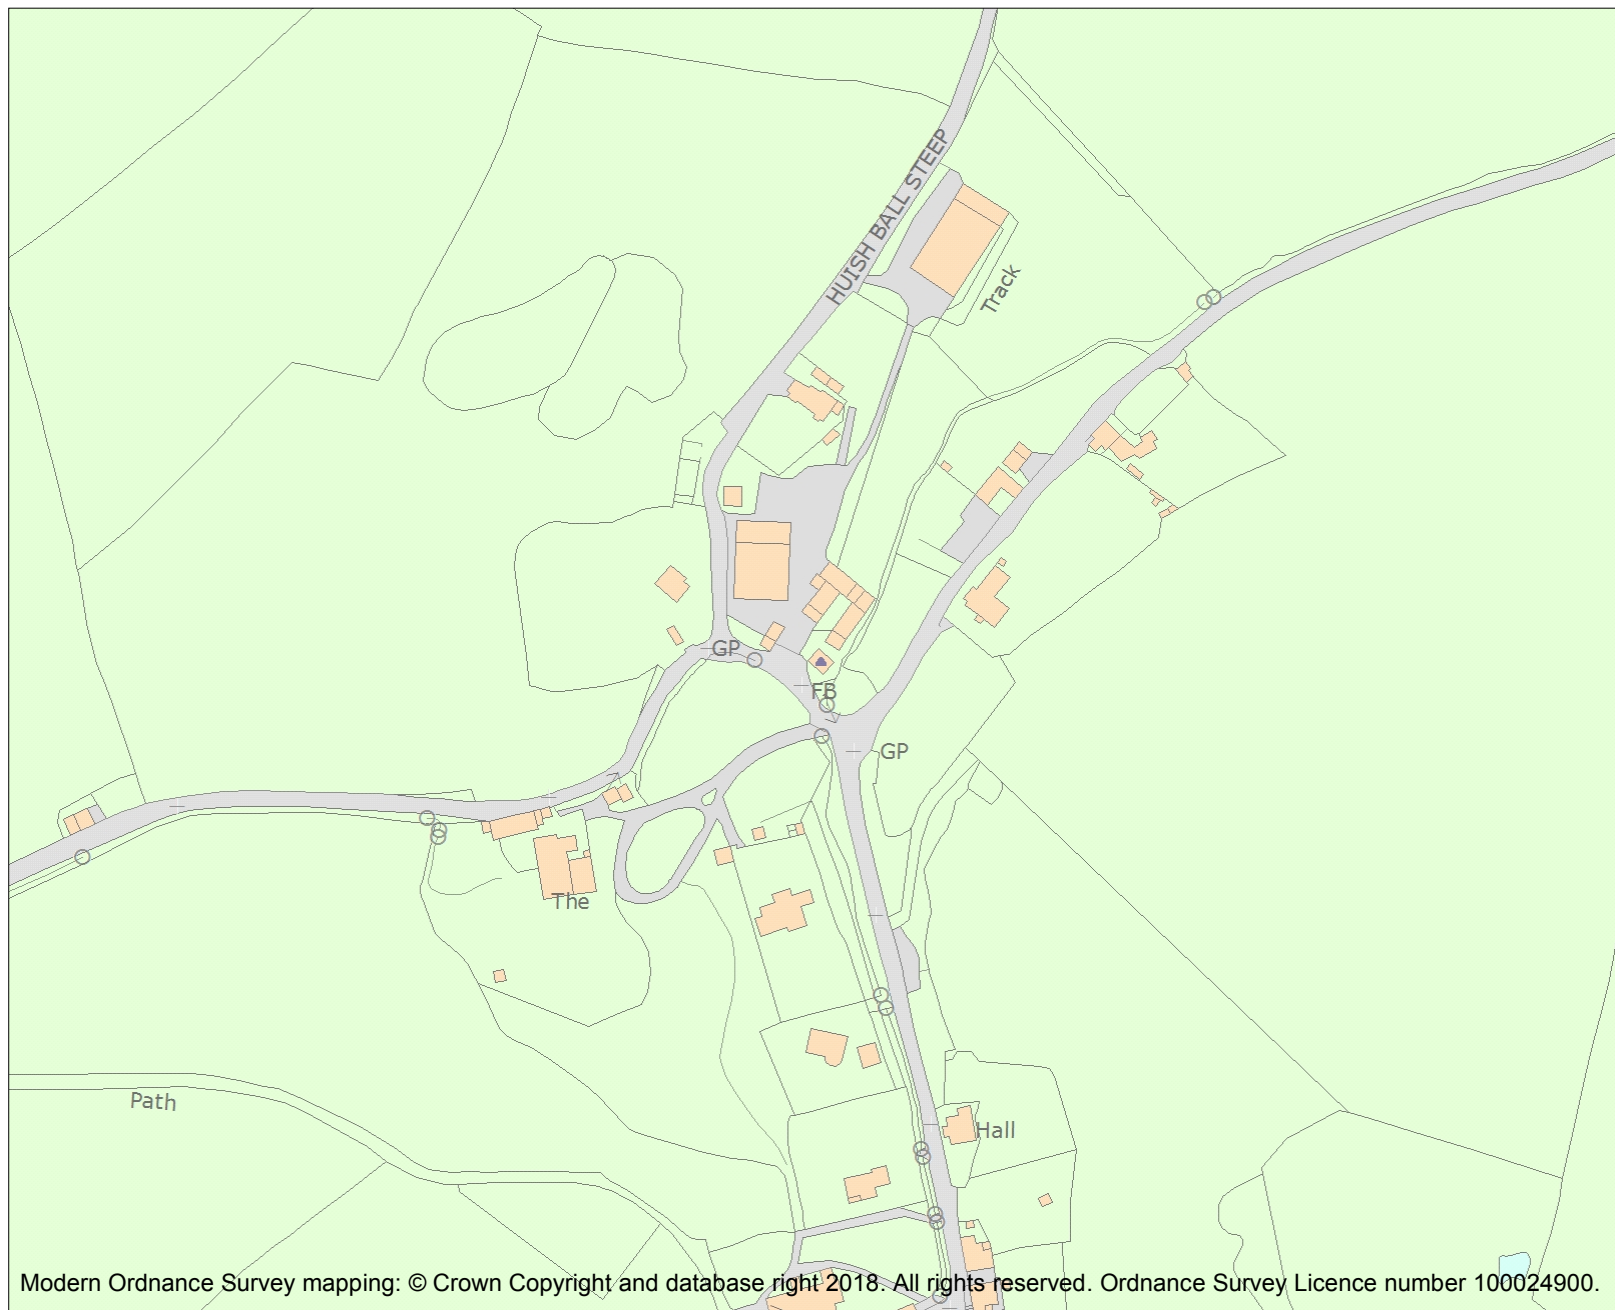 HUISH BALL STEEP
Track
GP
FB
GP
The
Path
Hall
Modern Ordnance Survey mapping: © Crown Copyright and database right 2018. All rights reserved. Ordnance Survey Licence number 100024900.